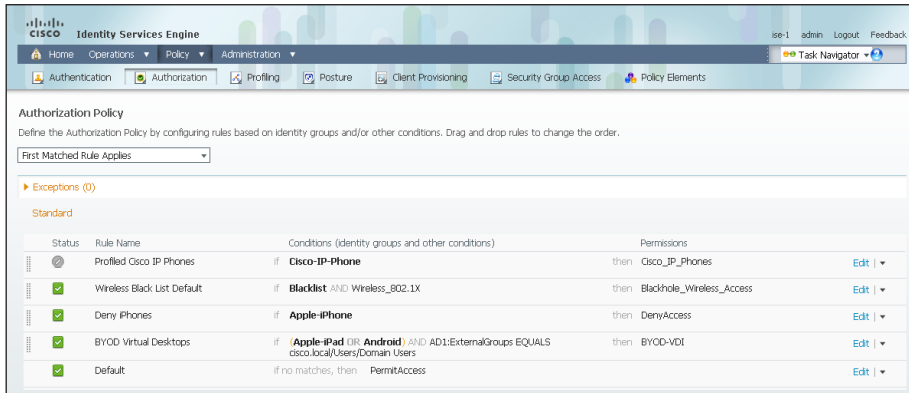 CISCO Identity Services Engine
ise-1 admin Logout Feedback
Home Operations ▼ Policy ▼ Administration ▼
Task Navigator ▼ ?
Authentication Authorization Profiling Posture Client Provisioning Security Group Access Policy Elements
Authorization Policy
Define the Authorization Policy by configuring rules based on identity groups and/or other conditions. Drag and drop rules to change the order.
First Matched Rule Applies
Exceptions (0)
Standard
Status Rule Name Conditions (identity groups and other conditions) Permissions
Profiled Cisco IP Phones if Cisco-IP-Phone then Cisco_IP_Phones Edit | ▼
Wireless Black List Default if Blacklist AND Wireless_802.1X then Blackhole_Wireless_Access Edit | ▼
Deny iPhones if Apple-iPhone then DenyAccess Edit | ▼
BYOD Virtual Desktops if (Apple-iPad OR Android) AND AD1:ExternalGroups EQUALS then BYOD-VDI Edit | ▼
cisco.local/Users/Domain Users
Default if no matches, then PermitAccess Edit | ▼